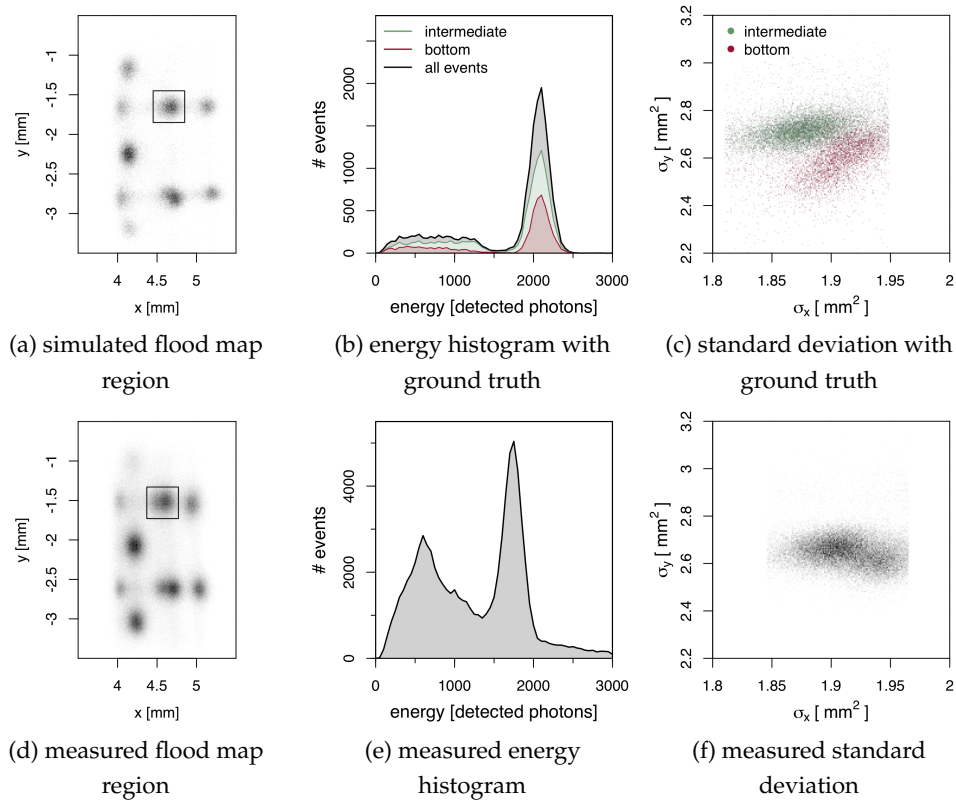 -1
-1.5
-2
-2.5
-3
y [mm]
4
4.5
5
x [mm]
(a) simulated flood map
region
intermediate
bottom
all events
# events
0
500
1000
2000
0
1000
2000
3000
energy [detected photons]
(b) energy histogram with
ground truth
intermediate
bottom
σy [ mm² ]
3.2
3
2.8
2.6
2.4
2.2
1.8
1.85
1.9
1.95
2
σx [ mm² ]
(c) standard deviation with
ground truth
-1
-1.5
-2
-2.5
-3
y [mm]
4
4.5
5
x [mm]
(d) measured flood map
region
# events
0
2000
4000
0
1000
2000
3000
energy [detected photons]
(e) measured energy
histogram
σy [ mm² ]
3.2
3
2.8
2.6
2.4
2.2
1.8
1.85
1.9
1.95
2
σx [ mm² ]
(f) measured standard
deviation